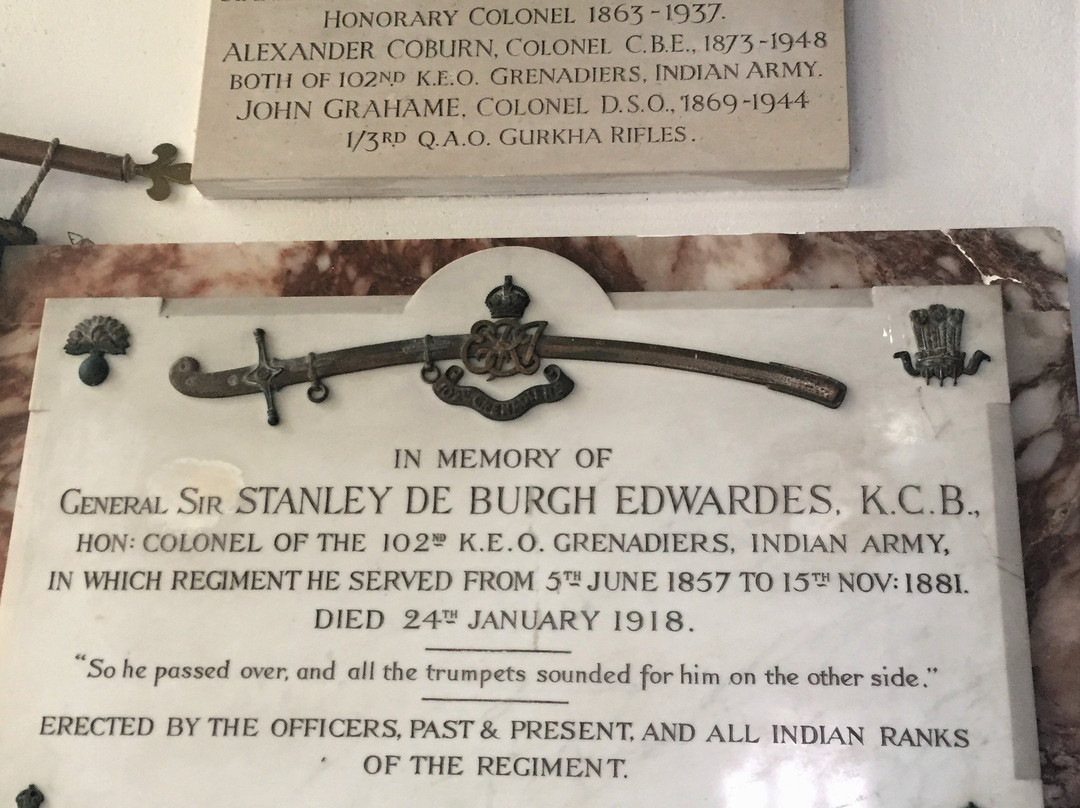 HONORARY COLONEL 1863-1937.
ALEXANDER COBURN, COLONEL C.B.E., 1873-1948
BOTH OF 102ND K.E.O. GRENADIERS, INDIAN ARMY.
JOHN GRAHAME, COLONEL D.S.O., 1869-1944
1/3RD Q.A.O. GURKHA RIFLES.
102ND GRENADIERS
IN MEMORY OF
GENERAL SIR STANLEY DE BURGH EDWARDES, K.C.B.,
HON: COLONEL OF THE 102ND K.E.O. GRENADIERS, INDIAN ARMY,
IN WHICH REGIMENT HE SERVED FROM 5TH JUNE 1857 TO 15TH NOV: 1881.
DIED 24TH JANUARY 1918.
"So he passed over, and all the trumpets sounded for him on the other side."
ERECTED BY THE OFFICERS, PAST & PRESENT, AND ALL INDIAN RANKS
OF THE REGIMENT.